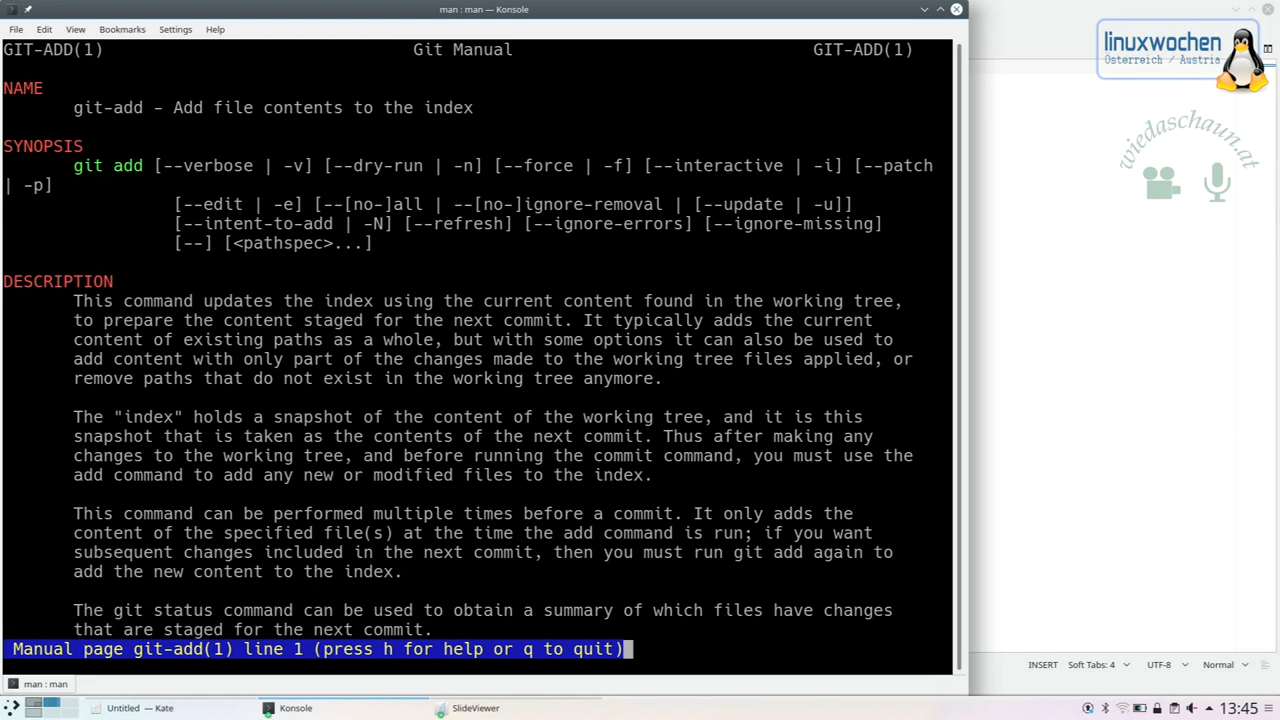 man : man — Konsole
File Edit View Bookmarks Settings Help
GIT-ADD(1) Git Manual GIT-ADD(1)
NAME
git-add - Add file contents to the index
SYNOPSIS
git add [--verbose | -v] [--dry-run | -n] [--force | -f] [--interactive | -i] [--patch
| -p]
[--edit | -e] [--[no-]all | --[no-]ignore-removal | [--update | -u]]
[--intent-to-add | -N] [--refresh] [--ignore-errors] [--ignore-missing]
[--] [<pathspec>...]
DESCRIPTION
This command updates the index using the current content found in the working tree,
to prepare the content staged for the next commit. It typically adds the current
content of existing paths as a whole, but with some options it can also be used to
add content with only part of the changes made to the working tree files applied, or
remove paths that do not exist in the working tree anymore.
The "index" holds a snapshot of the content of the working tree, and it is this
snapshot that is taken as the contents of the next commit. Thus after making any
changes to the working tree, and before running the commit command, you must use the
add command to add any new or modified files to the index.
This command can be performed multiple times before a commit. It only adds the
content of the specified file(s) at the time the add command is run; if you want
subsequent changes included in the next commit, then you must run git add again to
add the new content to the index.
The git status command can be used to obtain a summary of which files have changes
that are staged for the next commit.
Manual page git-add(1) line 1 (press h for help or q to quit)
man : man
linuxwochen
Österreich / Austria
wiedaschaun.at
INSERT Soft Tabs: 4 UTF-8 Normal
Untitled — Kate Konsole SlideViewer 13:45